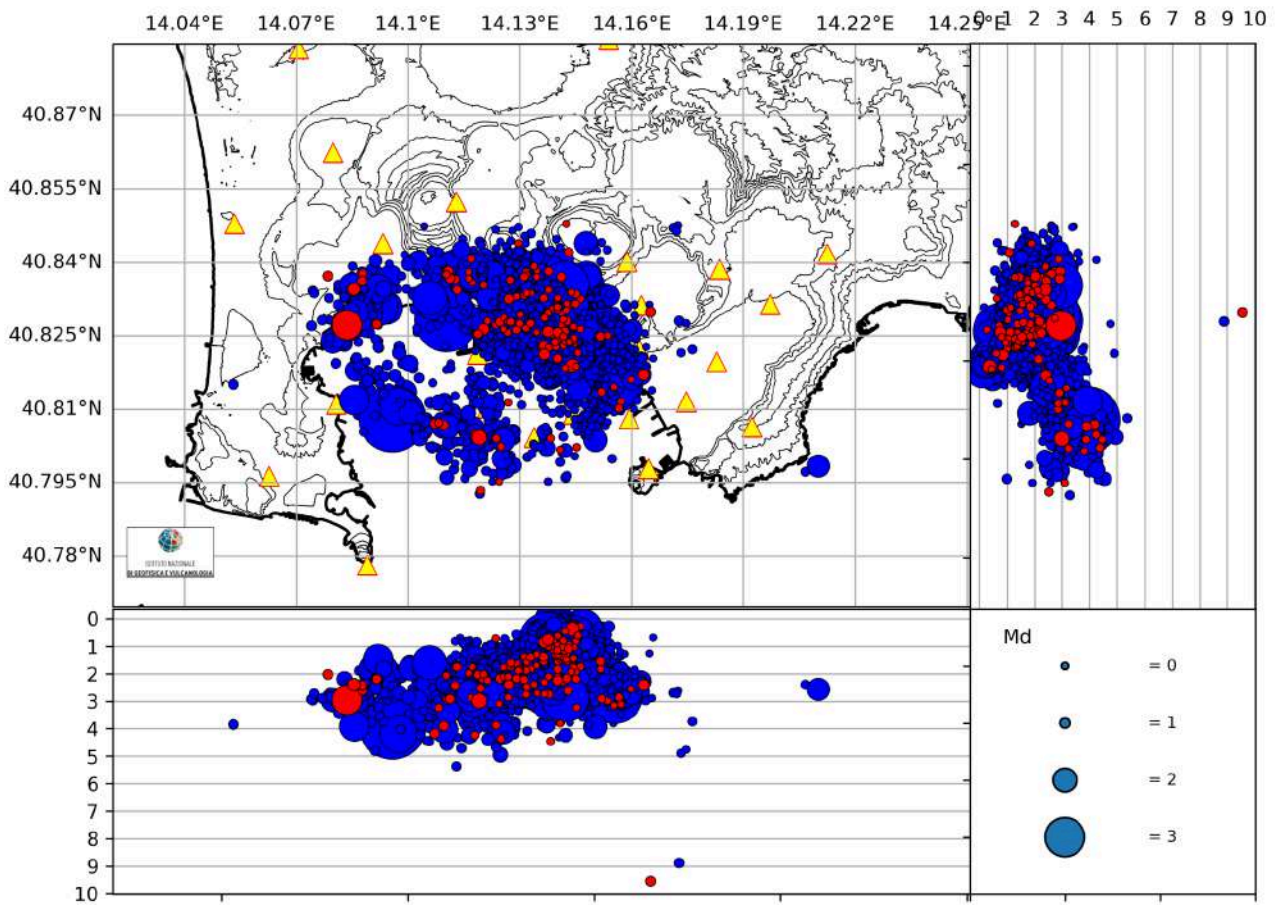 14.04°E 14.07°E 14.1°E 14.13°E 14.16°E 14.19°E 14.22°E 14.25°E 0 1 2 3 4 5 6 7 8 9 10
40.87°N
40.855°N
40.84°N
40.825°N
40.81°N
40.795°N
40.78°N
ISTITUTO NAZIONALE
DI GEOFISICA E VULCANOLOGIA
0
1
2
3
4
5
6
7
8
9
10
Md
= 0
= 1
= 2
= 3